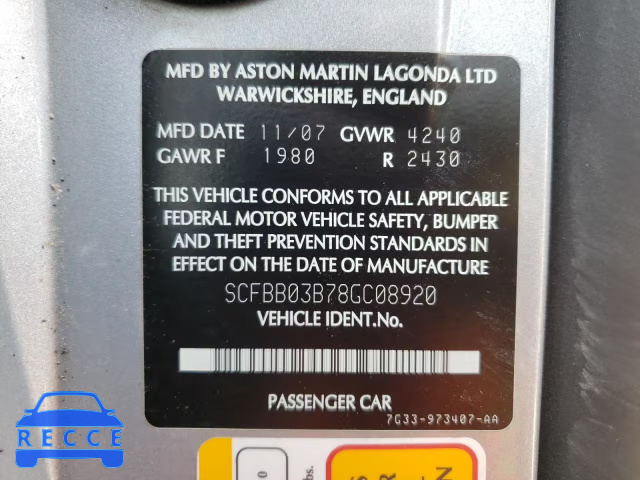 MFD BY ASTON MARTIN LAGONDA LTD
WARWICKSHIRE, ENGLAND
MFD DATE 11/07 GVWR 4240
GAWR F 1980 R 2430
THIS VEHICLE CONFORMS TO ALL APPLICABLE
FEDERAL MOTOR VEHICLE SAFETY, BUMPER
AND THEFT PREVENTION STANDARDS IN
EFFECT ON THE DATE OF MANUFACTURE
SCFBB03B78GC08920
VEHICLE IDENT.No.
PASSENGER CAR
7G33-973407-AA
RECCE
lbs.